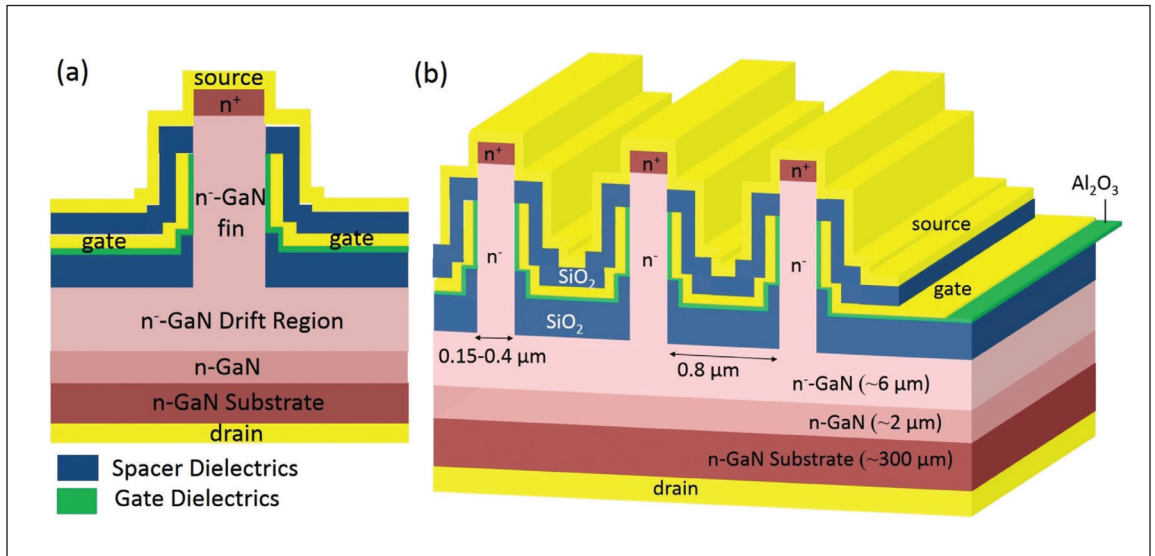 (a)
source
n⁺
n⁻-GaN
fin
gate
gate
n⁻-GaN Drift Region
n-GaN
n-GaN Substrate
drain
Spacer Dielectrics
Gate Dielectrics
(b)
n⁺
n⁺
n⁺
Al₂O₃
n⁻
n⁻
n⁻
source
gate
SiO₂
SiO₂
0.15-0.4 µm
0.8 µm
n⁻-GaN (~6 µm)
n-GaN (~2 µm)
n-GaN Substrate (~300 µm)
drain